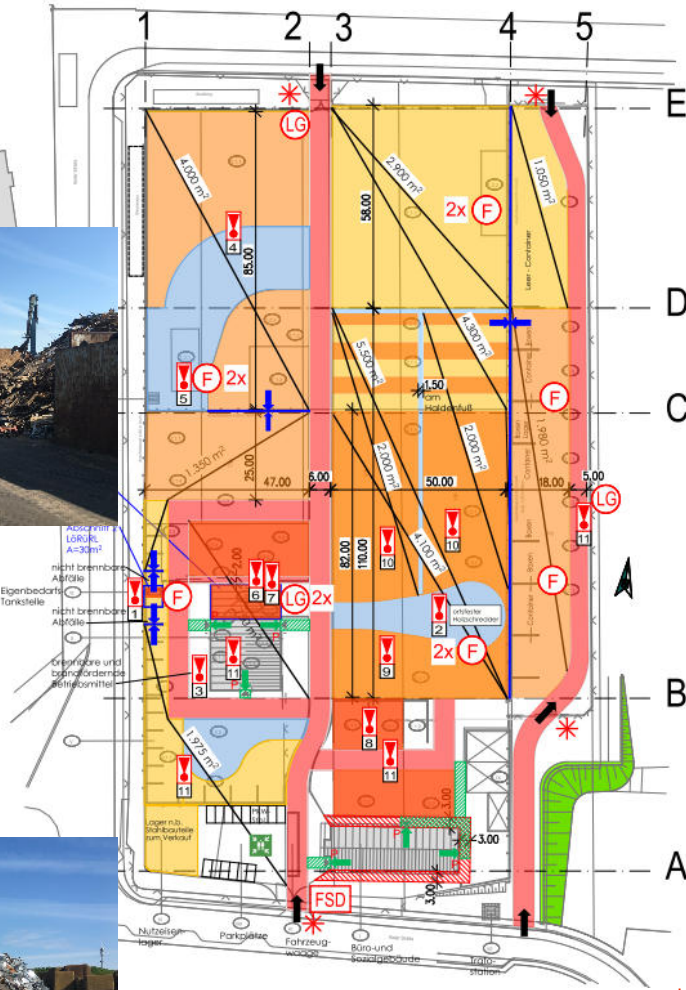 1
2
3
4
5
E
LG
4.000 m²
2.900 m²
1.050 m²
4
85.00
58.00
2x
F
Leer - Container
D
4.300 m²
5.500 m²
5
F
2x
1.50
am
Haldenfuß
F
C
1.350 m²
25.00
2.000 m²
2.000 m²
1.980 m²
47.00
6.00
50.00
18.00
5.00
LG
11
Abschnitt
LöRüRL
A=30m²
4.100 m²
10
10
82.00
110.00
nicht brennbare
Abfälle
Eigenbedarfs-
Tankstelle
1
F
6
7
LG
2x
F
nicht brennbare
Abfälle
2
ortsfester
Holzschredder
2x
F
brennbare und
brandfördernde
Betriebsmittel
3
11
9
B
8
11
1.975 m²
11
3.00
Lager n.b.
Stahlbauteile
zum Verkauf
P
P
3.00
3.00
A
FSD
Nutzeisen-
lager
Parkplätze
Fahrzeug-
waage
Büro-und
Sozialgebäude
Trafo-
station